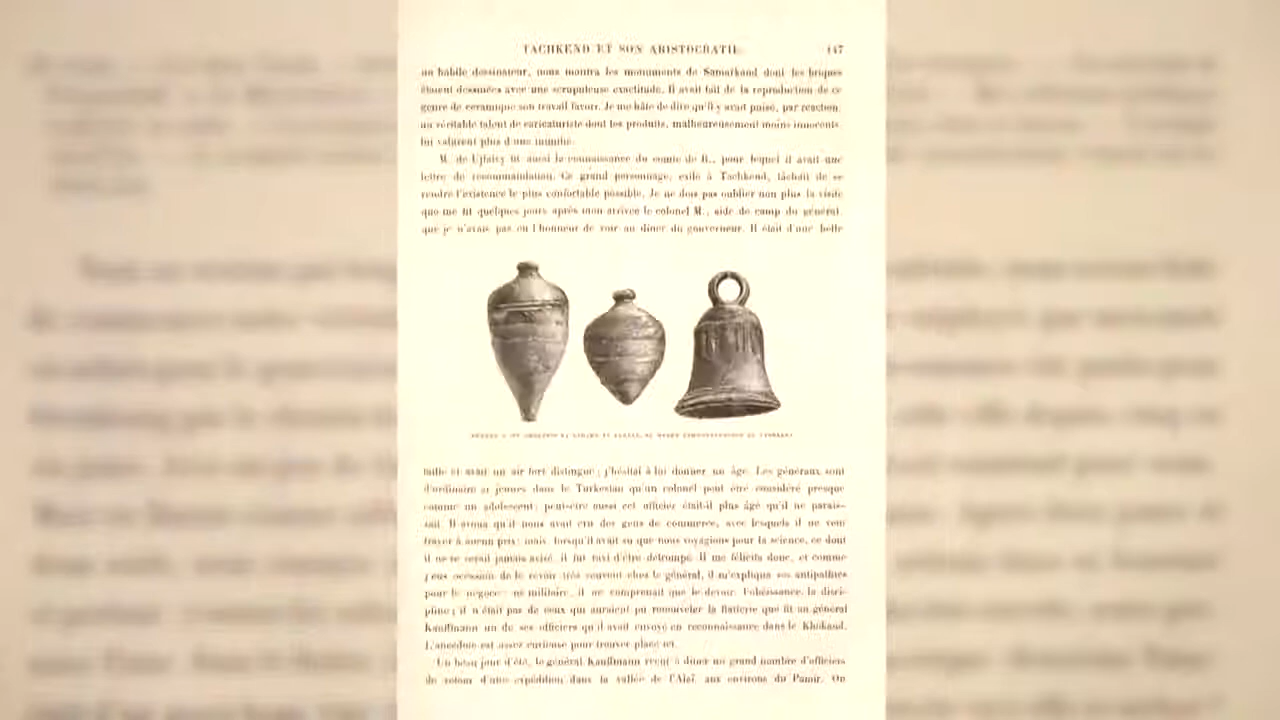 TACHKEND ET SON ARISTOCRATIE. 147
un habile dessinateur, nous montra les monuments de Samarkand dont les briques
étaient dessinées avec une scrupuleuse exactitude. Il avait fait de la reproduction de ce
genre de céramique son travail favori. Je me hâte de dire qu'il y avait puisé, par réaction,
un véritable talent de caricaturiste dont les produits, malheureusement moins innocents,
lui valurent plus d'une inimitié.
M. de Ujfalvy fit aussi la connaissance du comte de R., pour lequel il avait une
lettre de recommandation. Ce grand personnage, exilé à Tachkend, tâchait de se
rendre l'existence le plus confortable possible. Je ne dois pas oublier non plus la visite
que me fit quelques jours après mon arrivée le colonel M., aide de camp du général,
que je n'avais pas eu l'honneur de voir au dîner du gouverneur. Il était d'une belle
taille et avait un air fort distingué ; j'hésitai à lui donner un âge. Les généraux sont
d'ordinaire si jeunes dans le Turkestan qu'un colonel peut être considéré presque
comme un adolescent; peut-être aussi cet officier était-il plus âgé qu'il ne parais-
sait. Il avoua qu'il nous avait cru des gens de commerce, avec lesquels il ne veut
frayer à aucun prix; mais, lorsqu'il avait su que nous voyagions pour la science, ce dont
il ne se serait jamais avisé, il fut ravi d'être détrompé. Il me félicita donc, et comme
j'eus occasion de le revoir très souvent chez le général, il m'expliqua ses antipathies
pour le négoce: né militaire, il ne comprenait que le devoir, l'obéissance, la disci-
pline; il n'était pas de ceux qui auraient pu renouveler la flatterie que fit au général
Kauffmann un de ses officiers qu'il avait envoyé en reconnaissance dans le Khokand.
L'anecdote est assez curieuse pour trouver place ici.
Un beau jour d'été, le général Kauffmann reçut à dîner un grand nombre d'officiers
de retour d'une expédition dans la vallée de l'Alaï, aux environs du Pamir. On